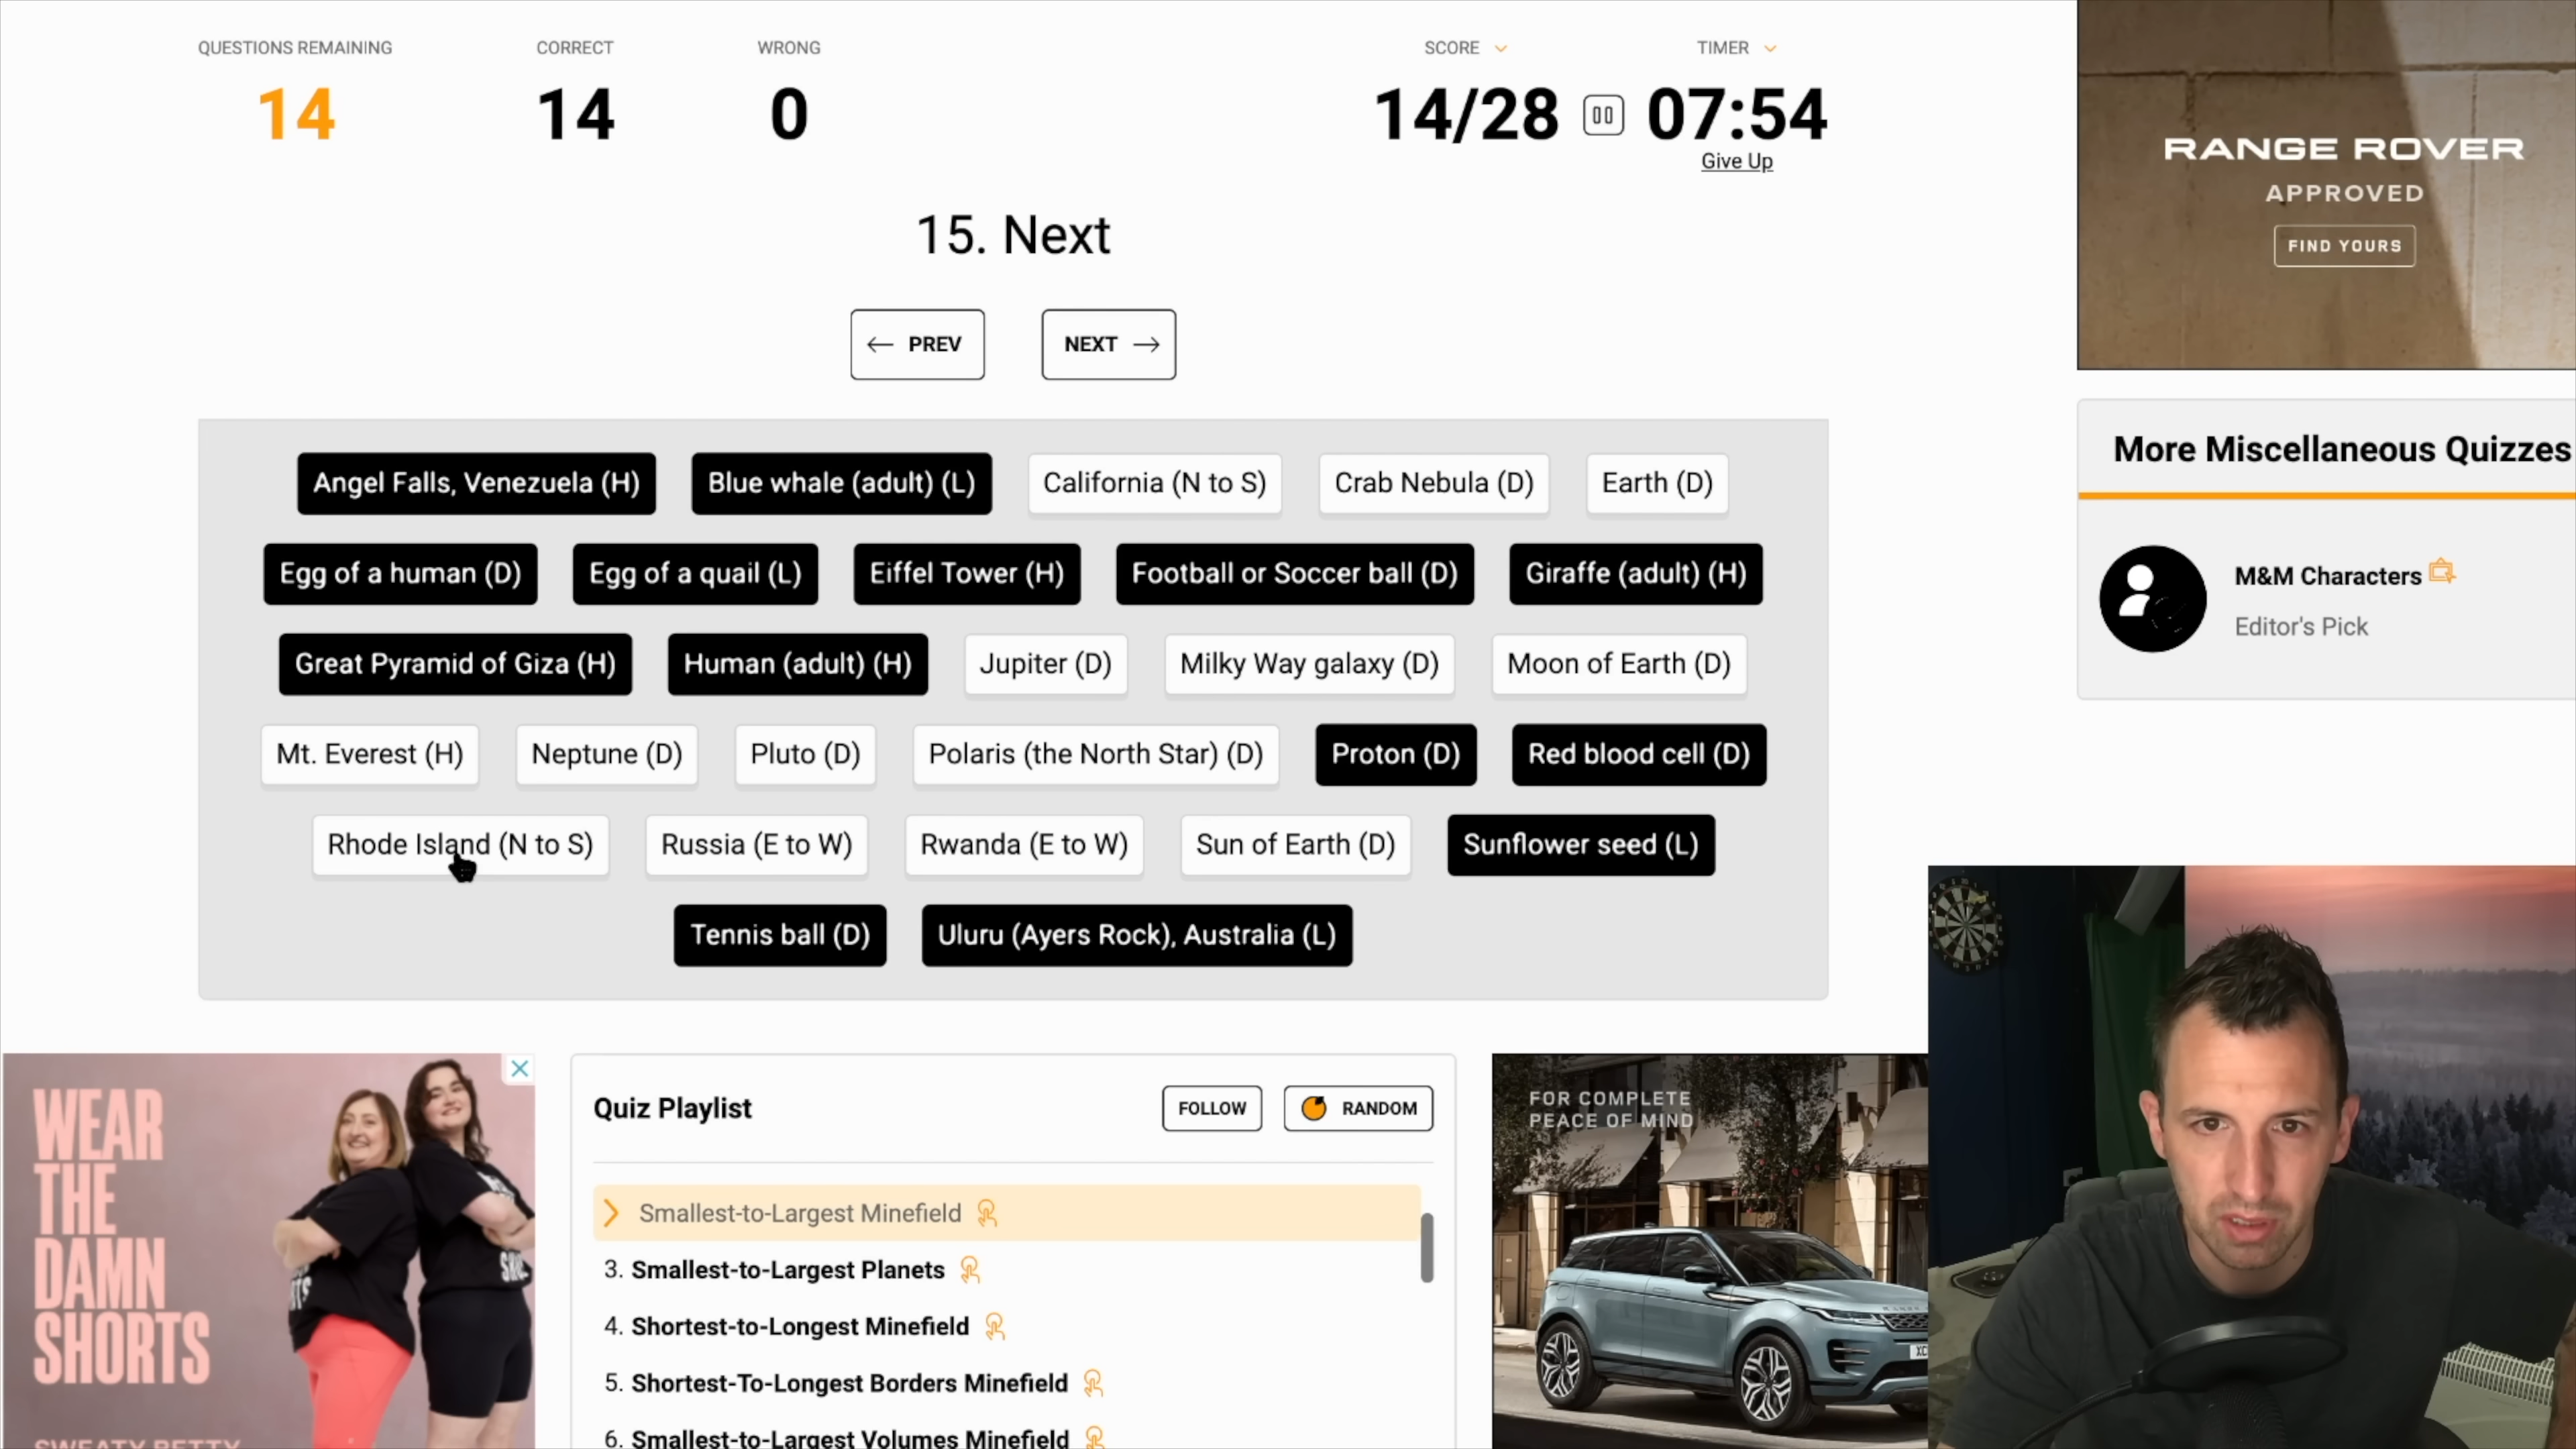 QUESTIONS REMAINING
CORRECT
WRONG
SCORE
TIMER
14
14
0
14/28
07:54
Give Up
15. Next
PREV
NEXT
Angel Falls, Venezuela (H)
Blue whale (adult) (L)
California (N to S)
Crab Nebula (D)
Earth (D)
Egg of a human (D)
Egg of a quail (L)
Eiffel Tower (H)
Football or Soccer ball (D)
Giraffe (adult) (H)
Great Pyramid of Giza (H)
Human (adult) (H)
Jupiter (D)
Milky Way galaxy (D)
Moon of Earth (D)
Mt. Everest (H)
Neptune (D)
Pluto (D)
Polaris (the North Star) (D)
Proton (D)
Red blood cell (D)
Rhode Island (N to S)
Russia (E to W)
Rwanda (E to W)
Sun of Earth (D)
Sunflower seed (L)
Tennis ball (D)
Uluru (Ayers Rock), Australia (L)
RANGE ROVER
APPROVED
FIND YOURS
More Miscellaneous Quizzes
M&M Characters
Editor's Pick
WEAR
THE
DAMN
SHORTS
SWEATY BETTY
Quiz Playlist
FOLLOW
RANDOM
Smallest-to-Largest Minefield
3. Smallest-to-Largest Planets
4. Shortest-to-Longest Minefield
5. Shortest-To-Longest Borders Minefield
6. Smallest-to-Largest Volumes Minefield
FOR COMPLETE
PEACE OF MIND